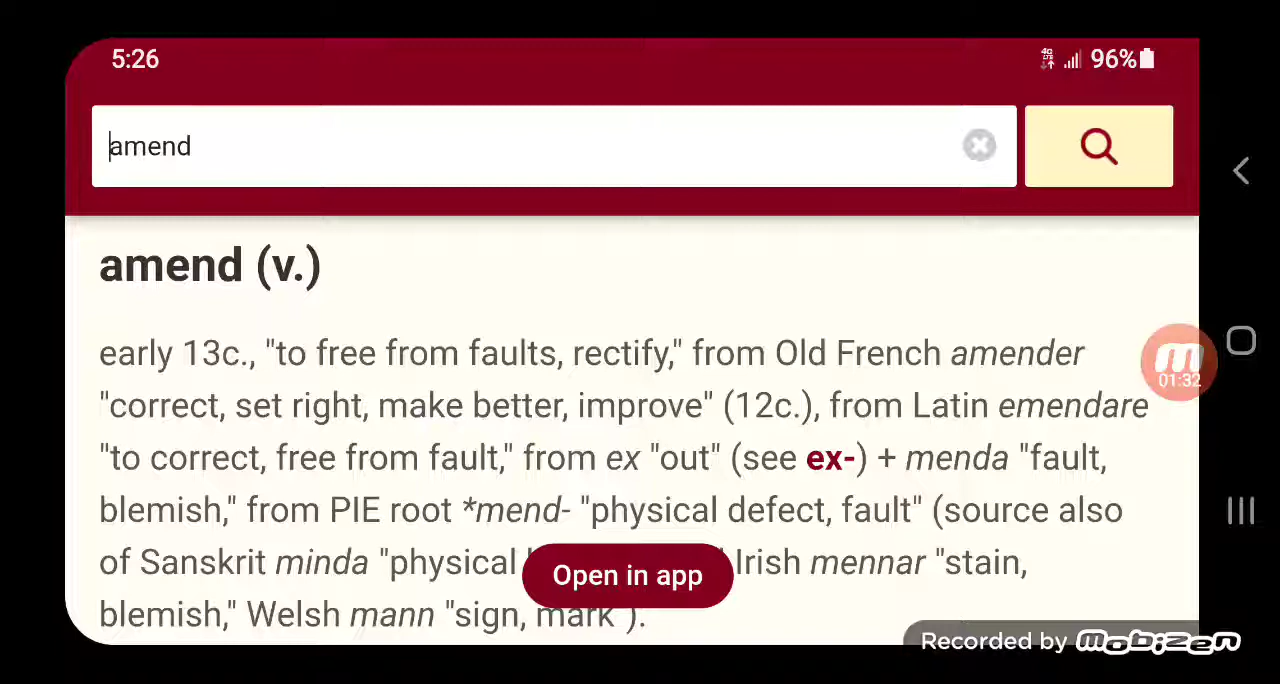 5:26
4G LTE 96%
amend
amend (v.)
early 13c., "to free from faults, rectify," from Old French amender
"correct, set right, make better, improve" (12c.), from Latin emendare
01:32
"to correct, free from fault," from ex "out" (see ex-) + menda "fault,
blemish," from PIE root *mend- "physical defect, fault" (source also
of Sanskrit minda "physical Irish mennar "stain,
Open in app
blemish," Welsh mann "sign, mark").
Recorded by mobizen